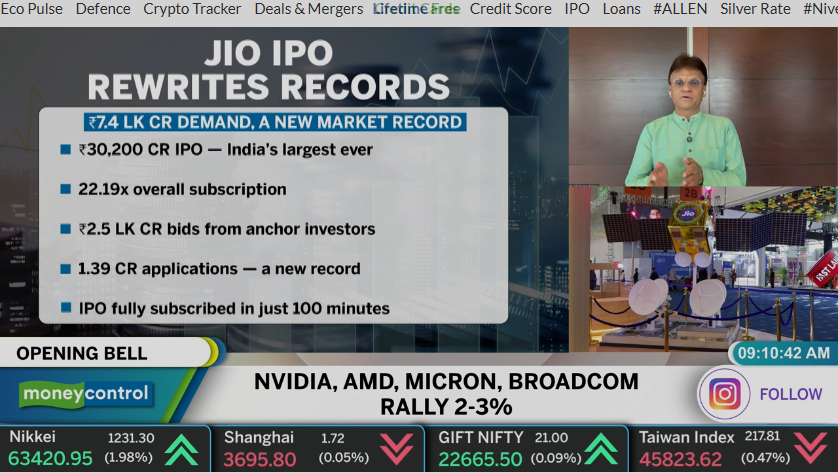 Eco Pulse Defence Crypto Tracker Deals & Mergers Lifetime Free Credit Score IPO Loans #ALLEN Silver Rate #Nive
JIO IPO
REWRITES RECORDS
₹7.4 LK CR DEMAND, A NEW MARKET RECORD
₹30,200 CR IPO — India's largest ever
22.19x overall subscription
₹2.5 LK CR bids from anchor investors
1.39 CR applications — a new record
IPO fully subscribed in just 100 minutes
2B
Jio
FAST LAN
OPENING BELL
09:10:42 AM
moneycontrol
NVIDIA, AMD, MICRON, BROADCOM
RALLY 2-3%
FOLLOW
Nikkei 1231.30
63420.95 (1.98%)
Shanghai 1.72
3695.80 (0.05%)
GIFT NIFTY 21.00
22665.50 (0.09%)
Taiwan Index 217.81
45823.62 (0.47%)